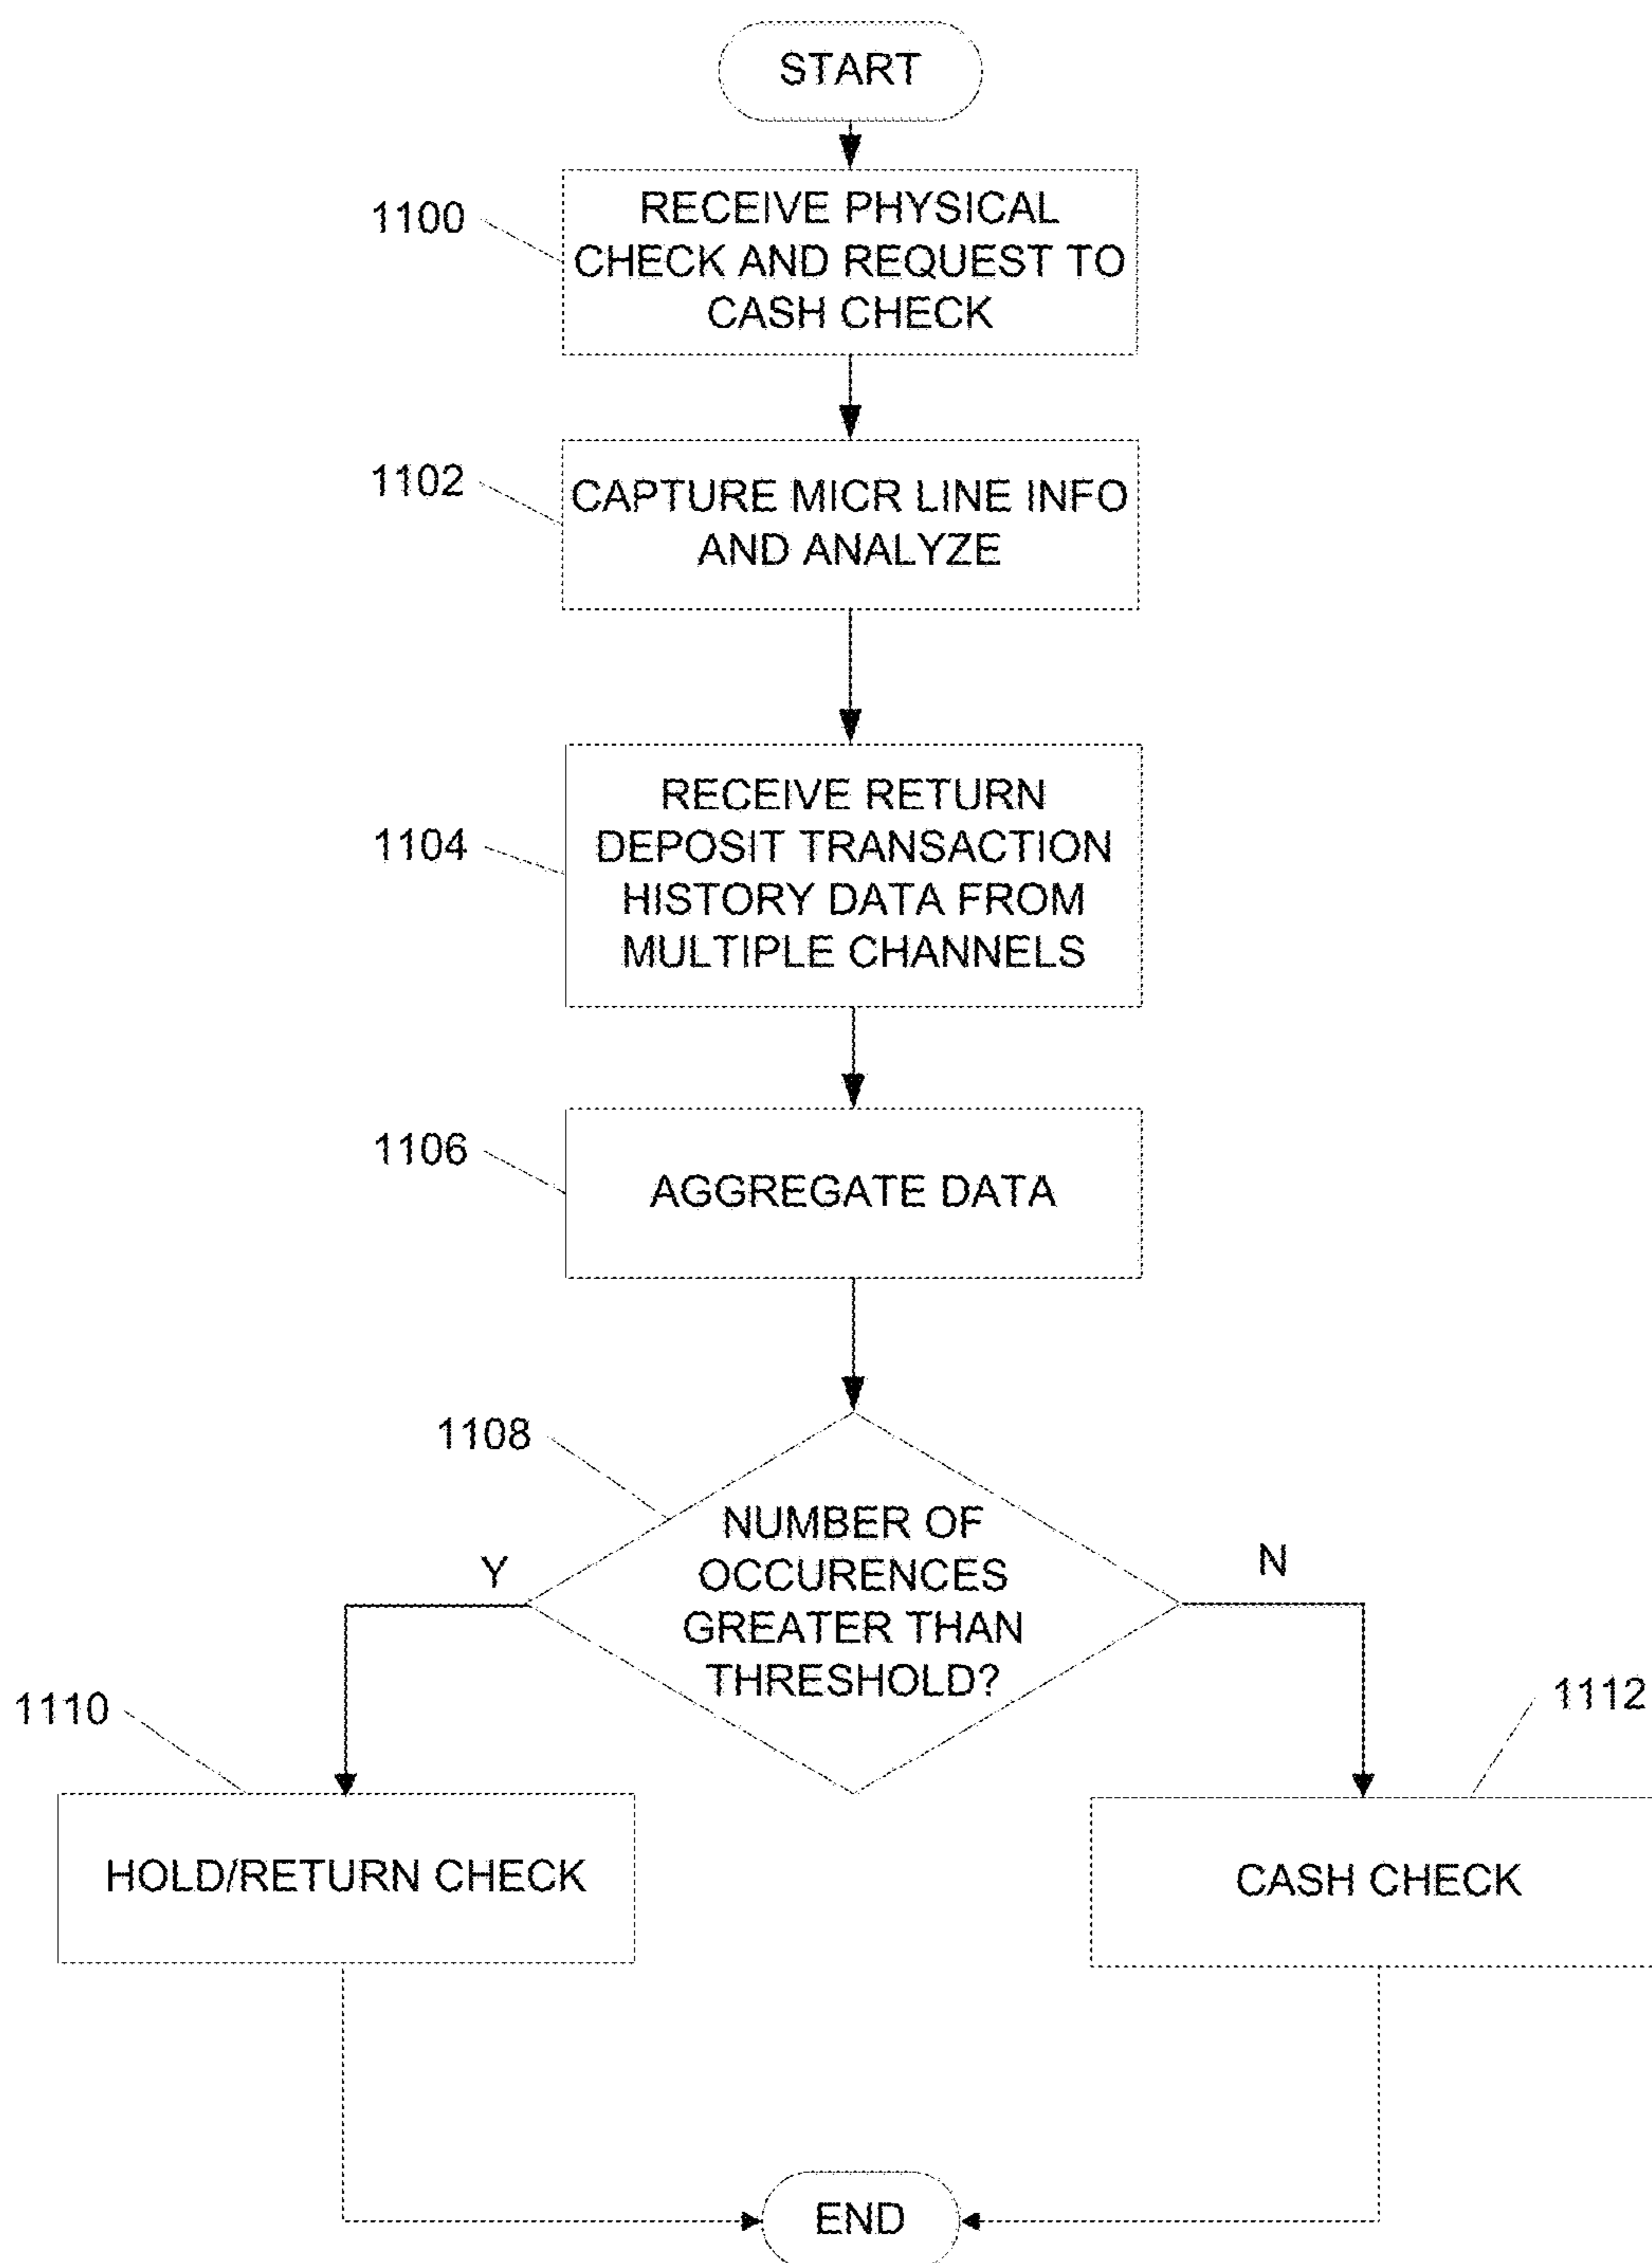 START
1100
RECEIVE PHYSICAL
CHECK AND REQUEST TO
CASH CHECK
1102
CAPTURE MICR LINE INFO
AND ANALYZE
1104
RECEIVE RETURN
DEPOSIT TRANSACTION
HISTORY DATA FROM
MULTIPLE CHANNELS
1106
AGGREGATE DATA
1108
NUMBER OF
OCCURENCES
GREATER THAN
THRESHOLD?
Y
N
1110
HOLD/RETURN CHECK
1112
CASH CHECK
END